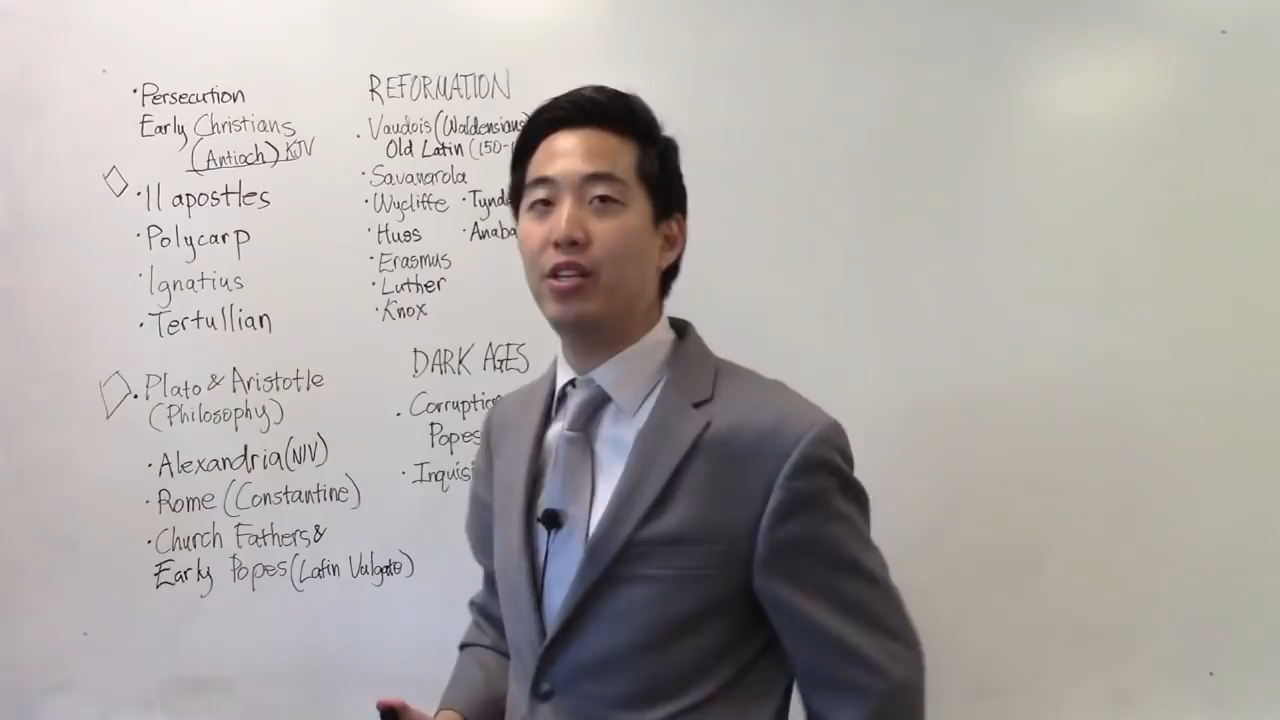 ·Persecution
Early Christians
(Antioch) KJV
·11 apostles
·Polycarp
Ignatius
·Tertullian
·Plato & Aristotle
(Philosophy)
·Alexandria (NIV)
·Rome (Constantine)
·Church Fathers &
Early Popes (Latin Vulgate)
REFORMATION
·Vaudois (Waldensians
Old Latin (150-
·Savanarola
·Wycliffe ·Tynd
·Huss ·Anaba
·Erasmus
·Luther
·Knox
DARK AGES
·Corruptio
Popes
·Inquisi